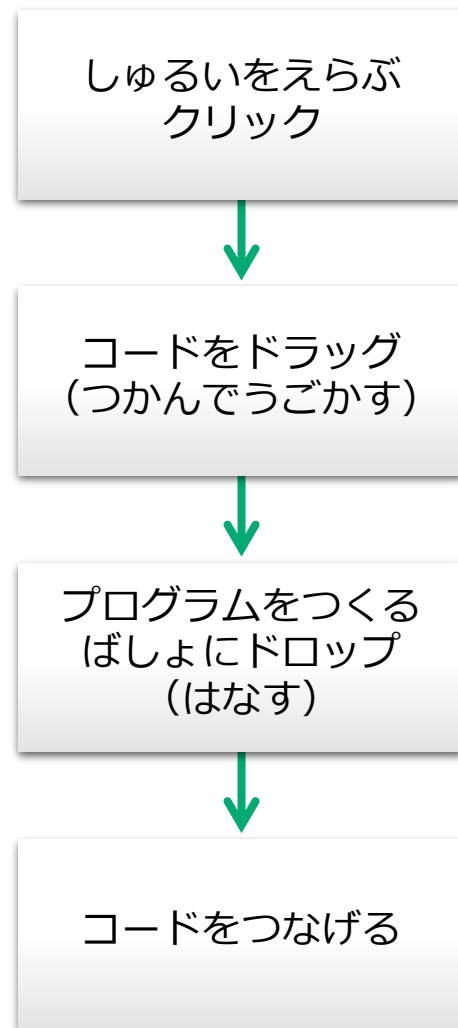 しゅるいをえらぶ
クリック
コードをドラッグ
（つかんでうごかす）
プログラムをつくる
ばしょにドロップ
（はなす）
コードをつなげる